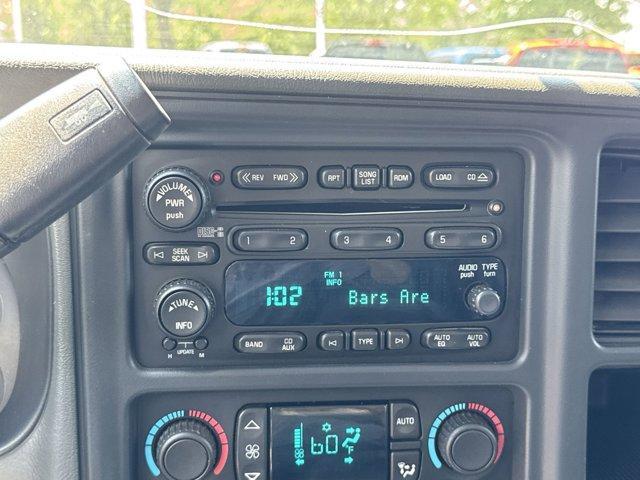 VOLUME
PWR
push
REV FWD
RPT
SONG
LIST
RDM
LOAD CD
DISC-6
SEEK
SCAN
1 2
3 4
5 6
FM 1
INFO
102 Bars Are
AUDIO TYPE
push turn
TUNE
INFO
H UPDATE M
BAND CD
AUX
TYPE
AUTO AUTO
EQ VOL
AUTO
60 °F